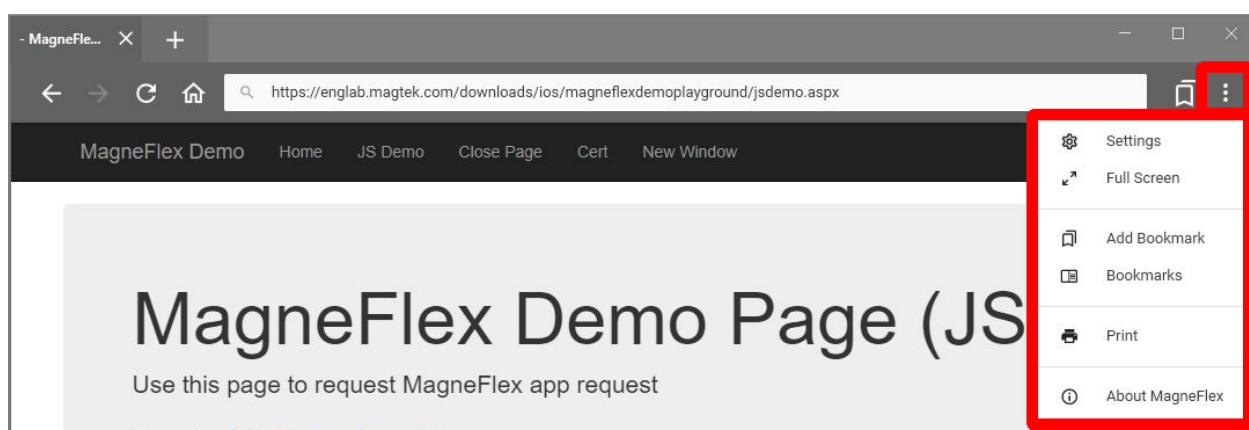 - MagneFle...
https://englab.magtek.com/downloads/ios/magneflexdemoplayground/jsdemo.aspx
MagneFlex Demo Home JS Demo Close Page Cert New Window
Settings
Full Screen
Add Bookmark
Bookmarks
Print
About MagneFlex
MagneFlex Demo Page (JS
Use this page to request MagneFlex app request